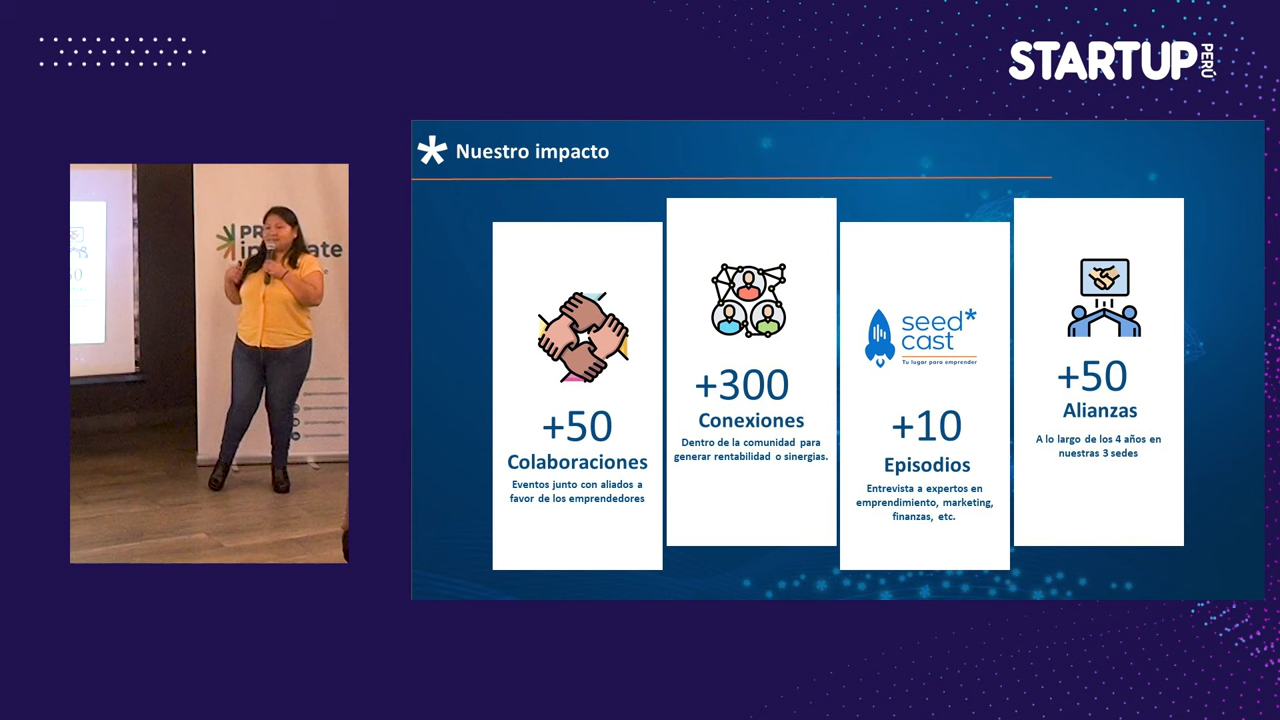 STARTUP
PERÚ
Nuestro impacto
+50
Colaboraciones
Eventos junto con aliados a
favor de los emprendedores
+300
Conexiones
Dentro de la comunidad para
generar rentabilidad o sinergias.
seed*
cast
Tu lugar para emprender
+10
Episodios
Entrevista a expertos en
emprendimiento, marketing,
finanzas, etc.
+50
Alianzas
A lo largo de los 4 años en
nuestras 3 sedes